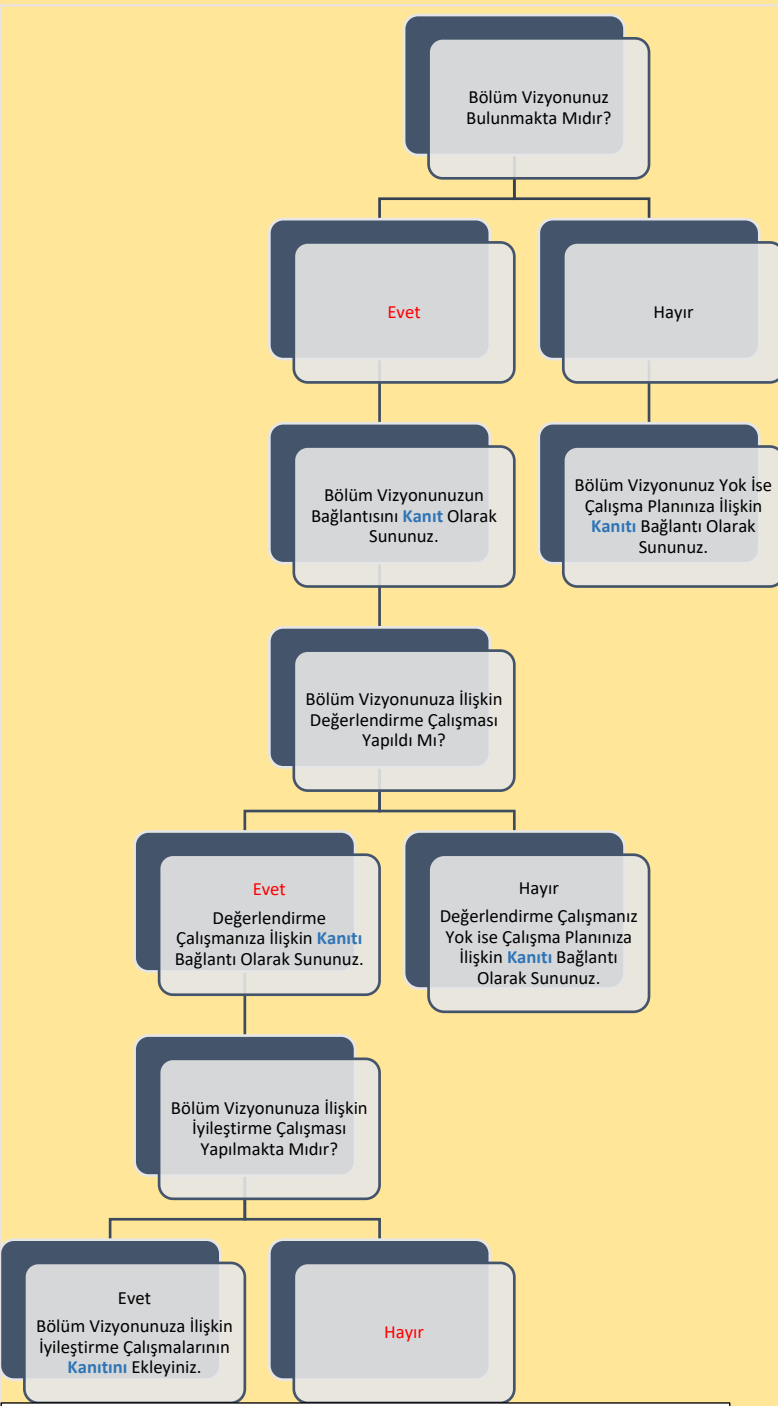 Bölüm Vizyonunuz
Bulunmakta Mıdır?
Evet
Hayır
Bölüm Vizyonunuzun
Bağlantısını Kanıt Olarak
Sununuz.
Bölüm Vizyonunuz Yok İse
Çalışma Planınıza İlişkin
Kanıtı Bağlantı Olarak
Sununuz.
Bölüm Vizyonunuza İlişkin
Değerlendirme Çalışması
Yapıldı Mı?
Evet
Değerlendirme
Çalışmanıza İlişkin Kanıtı
Bağlantı Olarak Sununuz.
Hayır
Değerlendirme Çalışmanız
Yok ise Çalışma Planınıza
İlişkin Kanıtı Bağlantı
Olarak Sununuz.
Bölüm Vizyonunuza İlişkin
İyileştirme Çalışması
Yapılmakta Mıdır?
Evet
Bölüm Vizyonunuza İlişkin
İyileştirme Çalışmalarının
Kanıtını Ekleyiniz.
Hayır